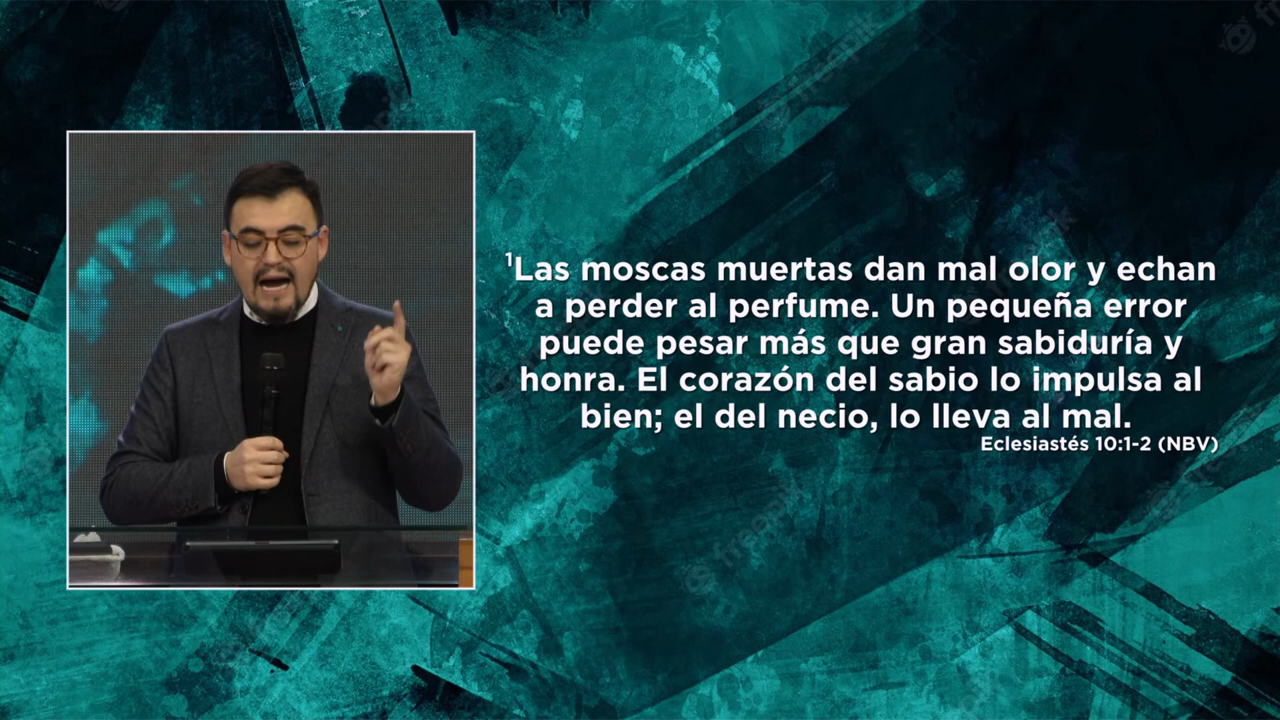 ¹Las moscas muertas dan mal olor y echan
a perder al perfume. Un pequeña error
puede pesar más que gran sabiduría y
honra. El corazón del sabio lo impulsa al
bien; el del necio, lo lleva al mal.
Eclesiastés 10:1-2 (NBV)
freepik